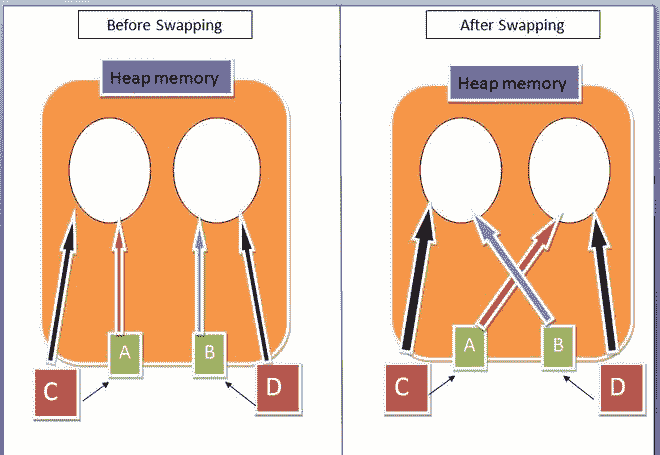 Before Swapping
Heap memory
A
B
C
D
After Swapping
Heap memory
A
B
C
D